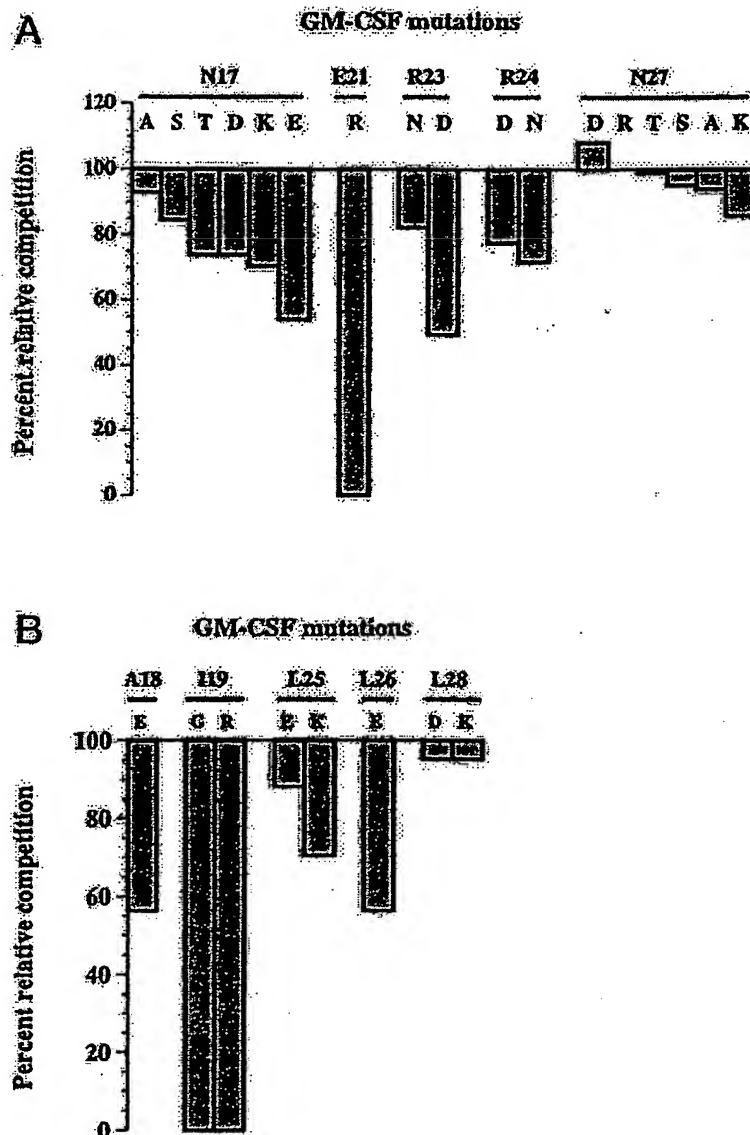 A
GM-CSF mutations
N17 E21 R23 R24 N27
A S T D K E R N D D N D R T S A K
Percent relative competition
120
100
80
60
40
20
0
B
GM-CSF mutations
A18 I19 L25 L26 L28
E G R E K E D K
Percent relative competition
100
80
60
40
20
0